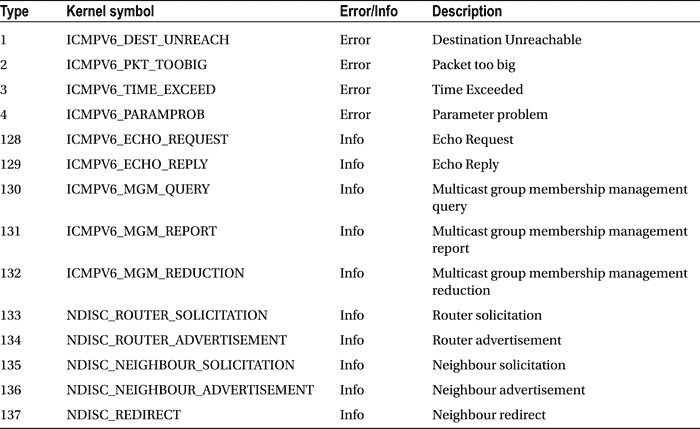 Type Kernel symbol Error/Info Description
1 ICMPV6_DEST_UNREACH Error Destination Unreachable
2 ICMPV6_PKT_TOOBIG Error Packet too big
3 ICMPV6_TIME_EXCEED Error Time Exceeded
4 ICMPV6_PARAMPROB Error Parameter problem
128 ICMPV6_ECHO_REQUEST Info Echo Request
129 ICMPV6_ECHO_REPLY Info Echo Reply
130 ICMPV6_MGM_QUERY Info Multicast group membership management
query
131 ICMPV6_MGM_REPORT Info Multicast group membership management
report
132 ICMPV6_MGM_REDUCTION Info Multicast group membership management
reduction
133 NDISC_ROUTER_SOLICITATION Info Router solicitation
134 NDISC_ROUTER_ADVERTISEMENT Info Router advertisement
135 NDISC_NEIGHBOUR_SOLICITATION Info Neighbour solicitation
136 NDISC_NEIGHBOUR_ADVERTISEMENT Info Neighbour advertisement
137 NDISC_REDIRECT Info Neighbour redirect